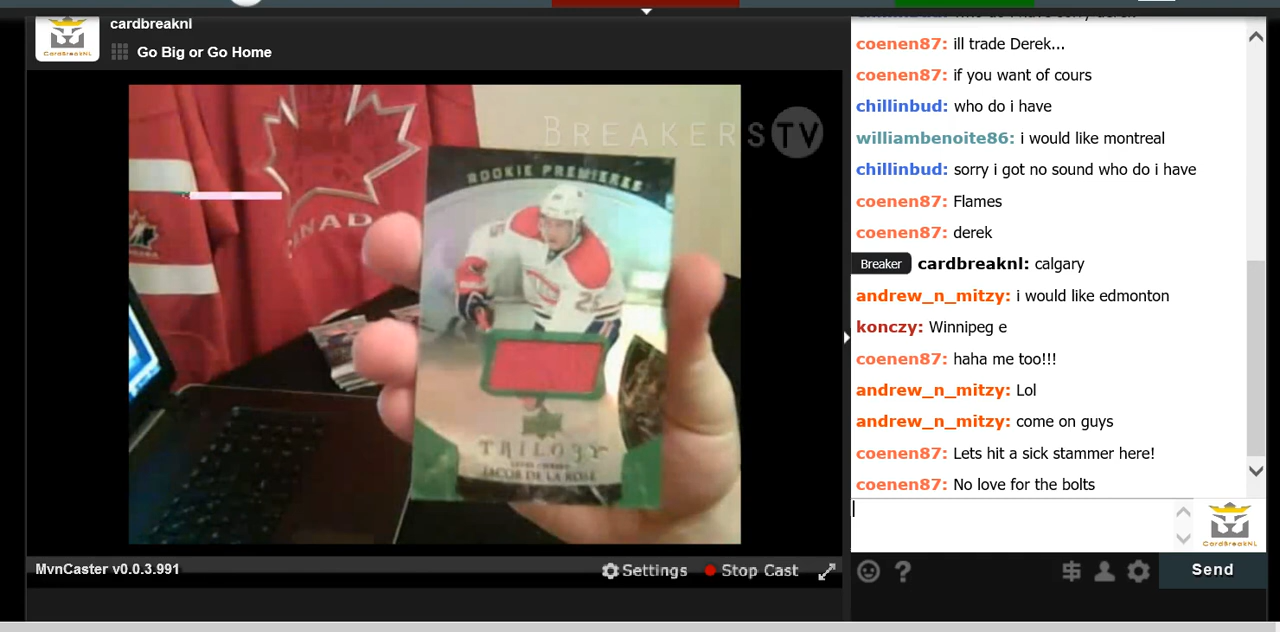 cardbreaknl
CARDBREAKNL
Go Big or Go Home
BREAKERS TV
CANADA
ROOKIE PREMIERES
25
TRILOGY
LEVEL 1 JERSEY
JACOB DE LA ROSE
MvnCaster v0.0.3.991
Settings
Stop Cast
coenen87: ill trade Derek...
coenen87: if you want of cours
chillinbud: who do i have
williambenoite86: i would like montreal
chillinbud: sorry i got no sound who do i have
coenen87: Flames
coenen87: derek
Breaker cardbreaknl: calgary
andrew_n_mitzy: i would like edmonton
konczy: Winnipeg e
coenen87: haha me too!!!
andrew_n_mitzy: Lol
andrew_n_mitzy: come on guys
coenen87: Lets hit a sick stammer here!
coenen87: No love for the bolts
CARDBREAKNL
Send